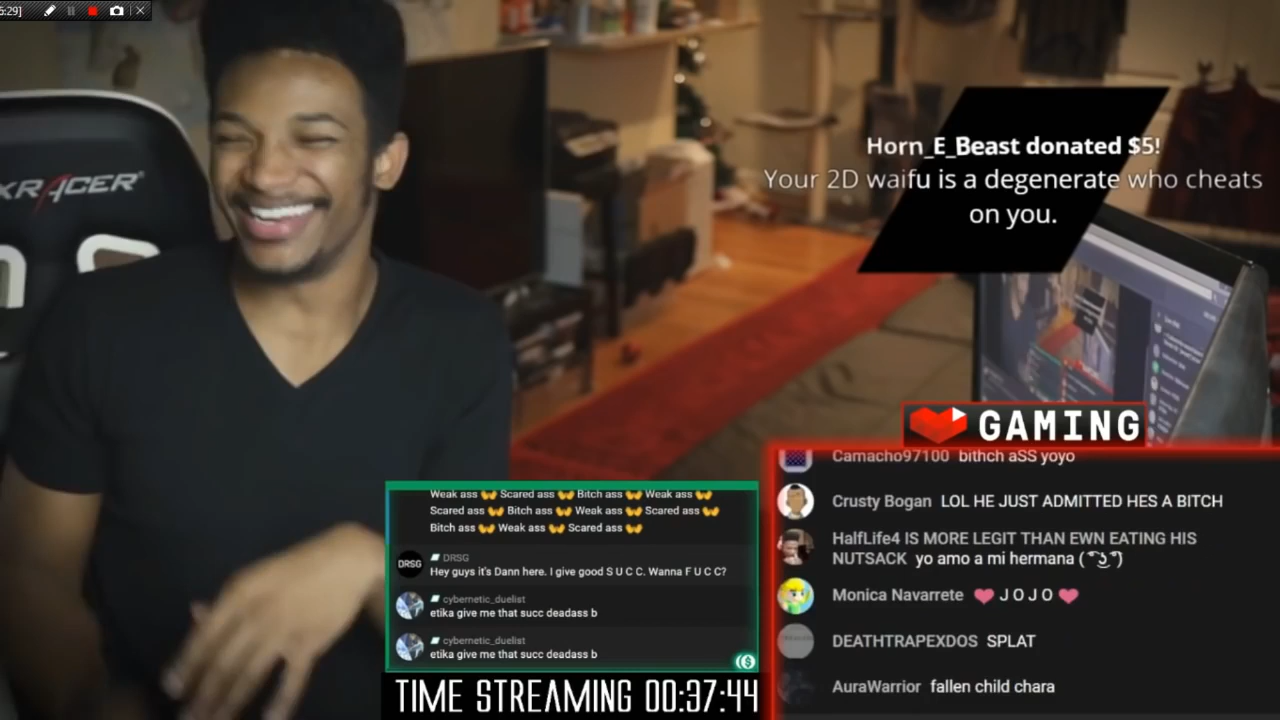 5:29]
XRACER
Horn_E_Beast donated $5!
Your 2D waifu is a degenerate who cheats
on you.
GAMING
Weak ass 👐 Scared ass 👐 Bitch ass 👐 Weak ass 👐
Scared ass 👐 Bitch ass 👐 Weak ass 👐 Scared ass 👐
Bitch ass 👐 Weak ass 👐 Scared ass 👐
DRSG
DRSG
Hey guys it's Dann here. I give good S U C C. Wanna F U C C?
cybernetic_duelist
etika give me that succ deadass b
cybernetic_duelist
etika give me that succ deadass b
TIME STREAMING 00:37:44
Camacho97100 bithch aSS yoyo
Crusty Bogan LOL HE JUST ADMITTED HES A BITCH
HalfLife4 IS MORE LEGIT THAN EWN EATING HIS
NUTSACK yo amo a mi hermana ( ͡° ͜ʖ ͡°)
Monica Navarrete ❤ J O J O ❤
DEATHTRAPEXDOS SPLAT
AuraWarrior fallen child chara